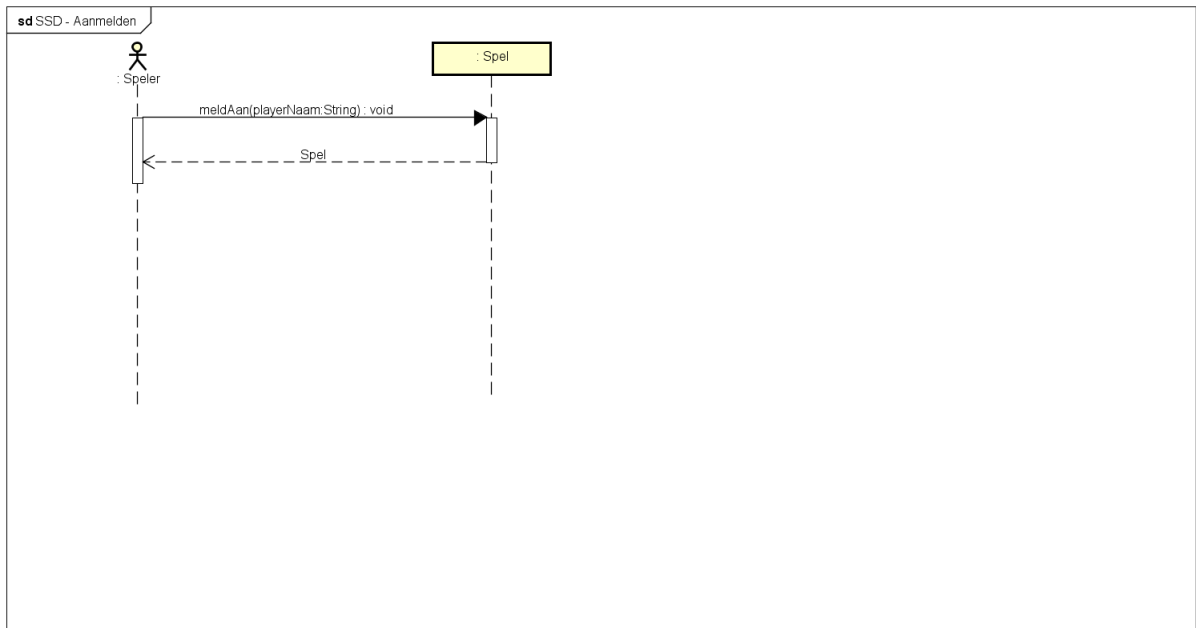 sd SSD - Aanmelden
: Speler
: Spel
meldAan(playerNaam:String) : void
Spel